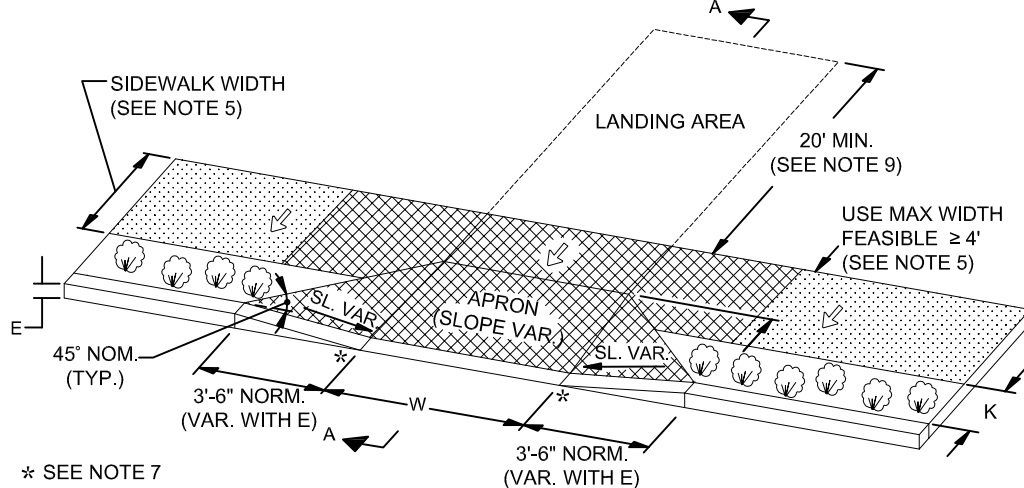 A
SIDEWALK WIDTH
(SEE NOTE 5)
LANDING AREA
20' MIN.
(SEE NOTE 9)
USE MAX WIDTH
FEASIBLE ≥ 4'
(SEE NOTE 5)
E
SL. VAR.
APRON
(SLOPE VAR.)
SL. VAR.
45° NOM.
(TYP.)
*
*
3'-6" NORM.
(VAR. WITH E)
W
K
A
3'-6" NORM.
(VAR. WITH E)
* SEE NOTE 7